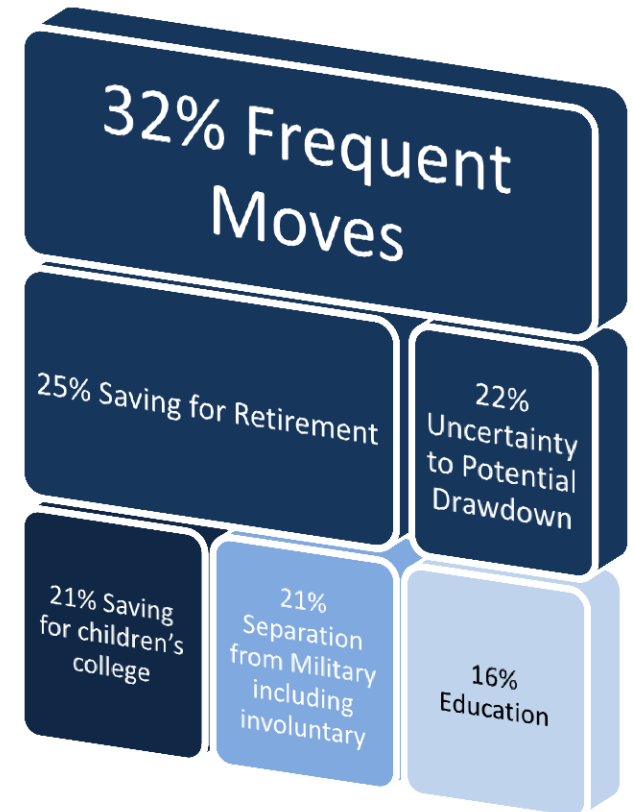 32% Frequent
Moves
25% Saving for Retirement
22%
Uncertainty
to Potential
Drawdown
21% Saving
for children’s
college
21%
Separation
from Military
including
involuntary
16%
Education